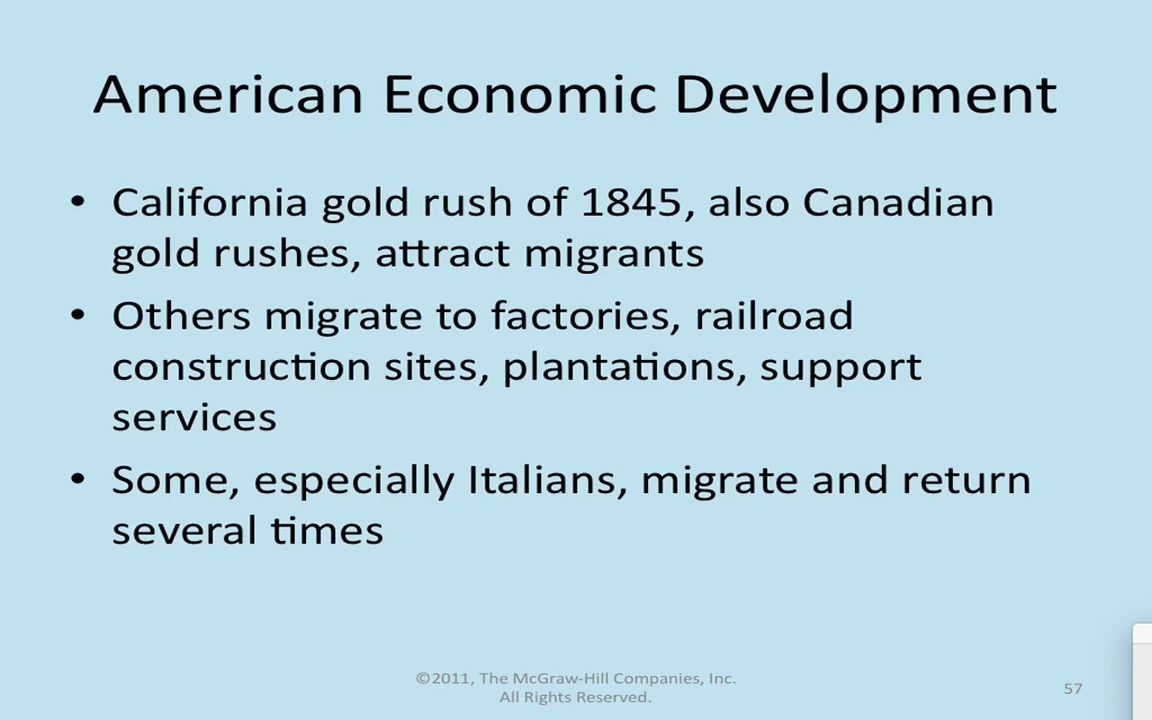 American Economic Development
• California gold rush of 1845, also Canadian
gold rushes, attract migrants
• Others migrate to factories, railroad
construction sites, plantations, support
services
• Some, especially Italians, migrate and return
several times
©2011, The McGraw-Hill Companies, Inc.
All Rights Reserved.
57